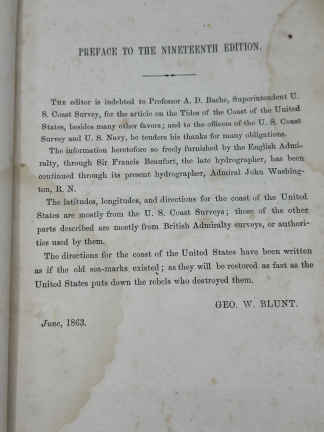 PREFACE TO THE NINETEENTH EDITION.
THE editor is indebted to Professor A. D. Bache, Superintendent U.
S. Coast Survey, for the article on the Tides of the Coast of the United
States, besides many other favors; and to the officers of the U. S. Coast
Survey and U. S. Navy, he tenders his thanks for many obligations.
The information heretofore so freely furnished by the English Admi-
ralty, through Sir Francis Beaufort, the late hydrographer, has been
continued through its present hydrographer, Admiral John Washing-
ton, R. N.
The latitudes, longitudes, and directions for the coast of the United
States are mostly from the U. S. Coast Surveys; those of the other
parts described are mostly from British Admiralty surveys, or authori-
ties used by them.
The directions for the coast of the United States have been written
as if the old sea-marks existed; as they will be restored as fast as the
United States puts down the rebels who destroyed them.
GEO. W. BLUNT.
June, 1863.